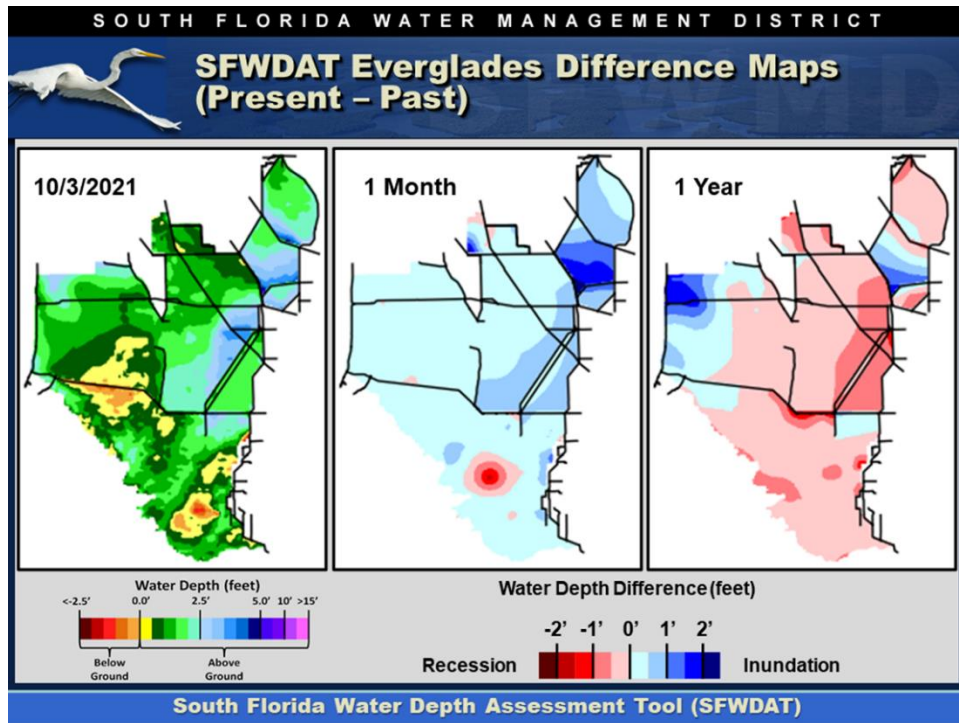 SOUTH FLORIDA WATER MANAGEMENT DISTRICT
SFWDAT Everglades Difference Maps
(Present – Past)
SFWMD
10/3/2021
1 Month
1 Year
Water Depth (feet)
<-2.5' 0.0' 2.5' 5.0' 10' >15'
Below
Ground
Above
Ground
Water Depth Difference (feet)
-2' -1' 0' 1' 2'
Recession
Inundation
South Florida Water Depth Assessment Tool (SFWDAT)